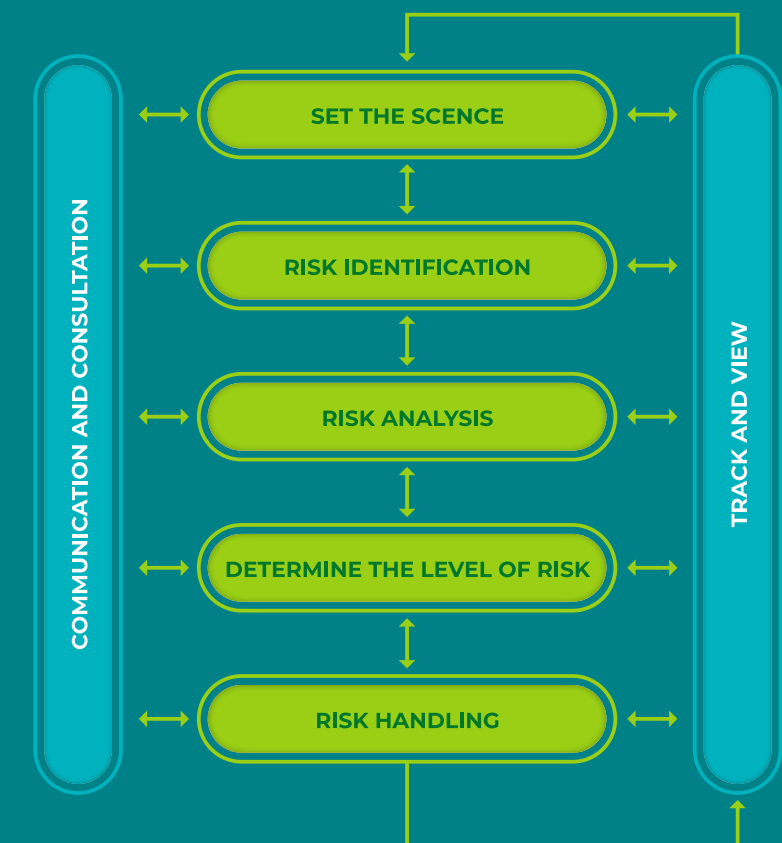 COMMUNICATION AND CONSULTATION
SET THE SCENCE
RISK IDENTIFICATION
RISK ANALYSIS
DETERMINE THE LEVEL OF RISK
RISK HANDLING
TRACK AND VIEW